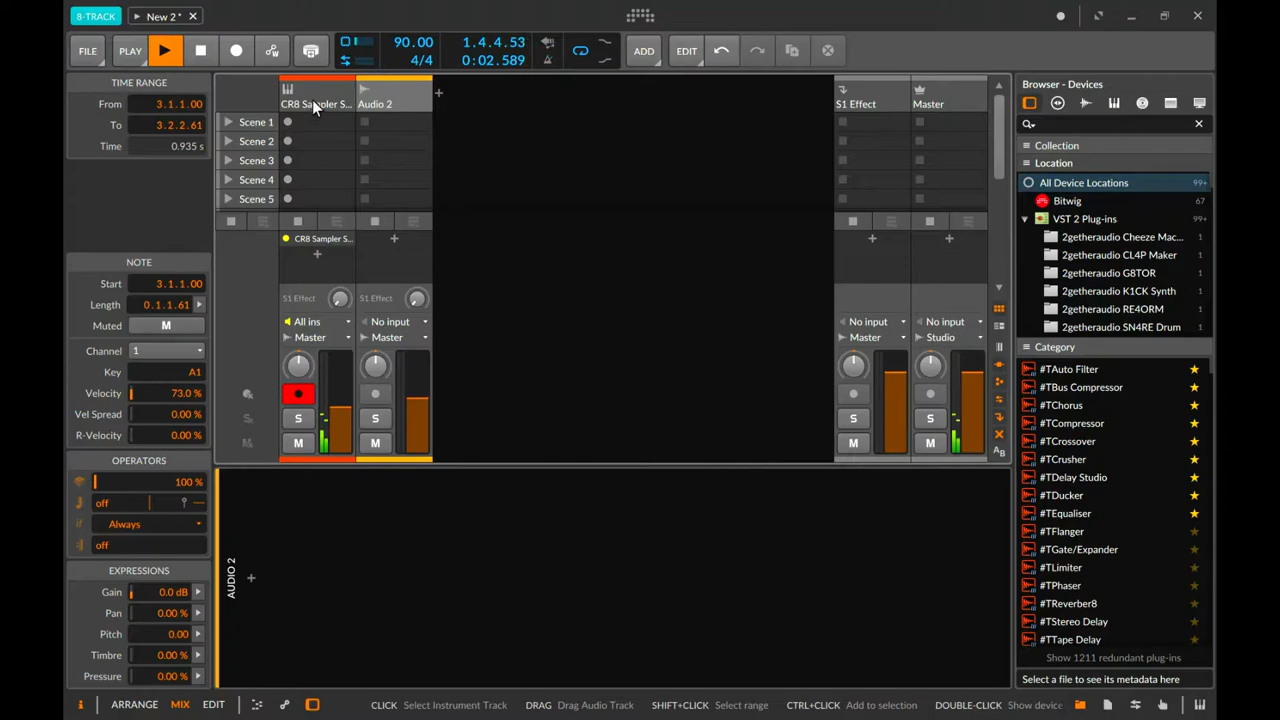 8-TRACK
New 2 *
FILE PLAY
90.00 1.4.4.53
4/4 0:02.589
ADD EDIT
TIME RANGE
From 3.1.1.00
To 3.2.2.61
Time 0.935 s
NOTE
Start 3.1.1.00
Length 0.1.1.61
Muted M
Channel 1
Key A1
Velocity 73.0 %
Vel Spread 0.00 %
R-Velocity 0.00 %
OPERATORS
100 %
off
if Always
off
EXPRESSIONS
Gain 0.0 dB
Pan 0.00 %
Pitch 0.00
Timbre 0.00 %
Pressure 0.00 %
CR8 Sampler S... Audio 2 S1 Effect Master
Scene 1
Scene 2
Scene 3
Scene 4
Scene 5
CR8 Sampler S...
S1 Effect S1 Effect
All ins No input No input No input
Master Master Master Studio
S S S S
M M M M
AB
AUDIO 2
Browser - Devices
Collection
Location
All Device Locations 99+
Bitwig 67
VST 2 Plug-ins 99+
2getheraudio Cheeze Mac... 1
2getheraudio CL4P Maker 1
2getheraudio G8TOR 1
2getheraudio K1CK Synth 1
2getheraudio RE4ORM 1
2getheraudio SN4RE Drum 1
Category
#TAuto Filter
#TBus Compressor
#TChorus
#TCompressor
#TCrossover
#TCrusher
#TDelay Studio
#TDucker
#TEqualiser
#TFlanger
#TGate/Expander
#TLimiter
#TPhaser
#TReverber8
#TStereo Delay
#TTape Delay
Show 1211 redundant plug-ins
Select a file to see its metadata here
i ARRANGE MIX EDIT
CLICK Select Instrument Track DRAG Drag Audio Track SHIFT+CLICK Select range CTRL+CLICK Add to selection DOUBLE-CLICK Show device